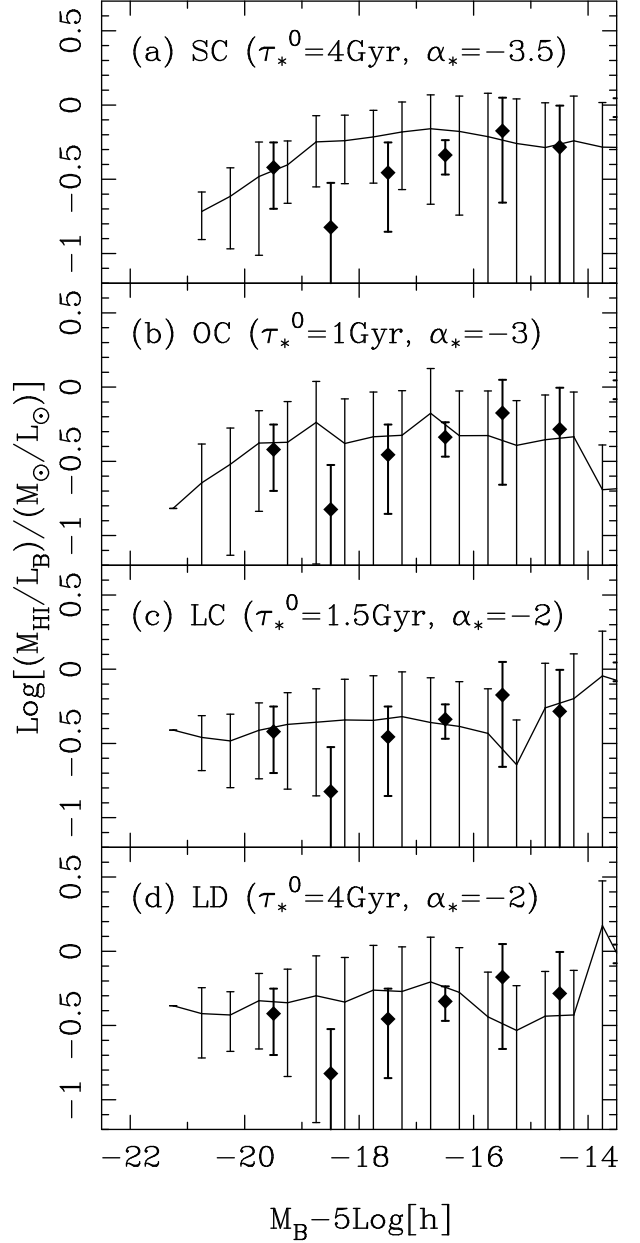 (a) SC (τ*⁰=4Gyr, α*=−3.5)
0.5
0
−0.5
−1
(b) OC (τ*⁰=1Gyr, α*=−3)
0.5
0
−0.5
−1
(c) LC (τ*⁰=1.5Gyr, α*=−2)
0.5
0
−0.5
−1
(d) LD (τ*⁰=4Gyr, α*=−2)
0.5
0
−0.5
−1
Log[(M_HI/L_B)/(M_⊙/L_⊙)]
−22 −20 −18 −16 −14
M_B−5Log[h]